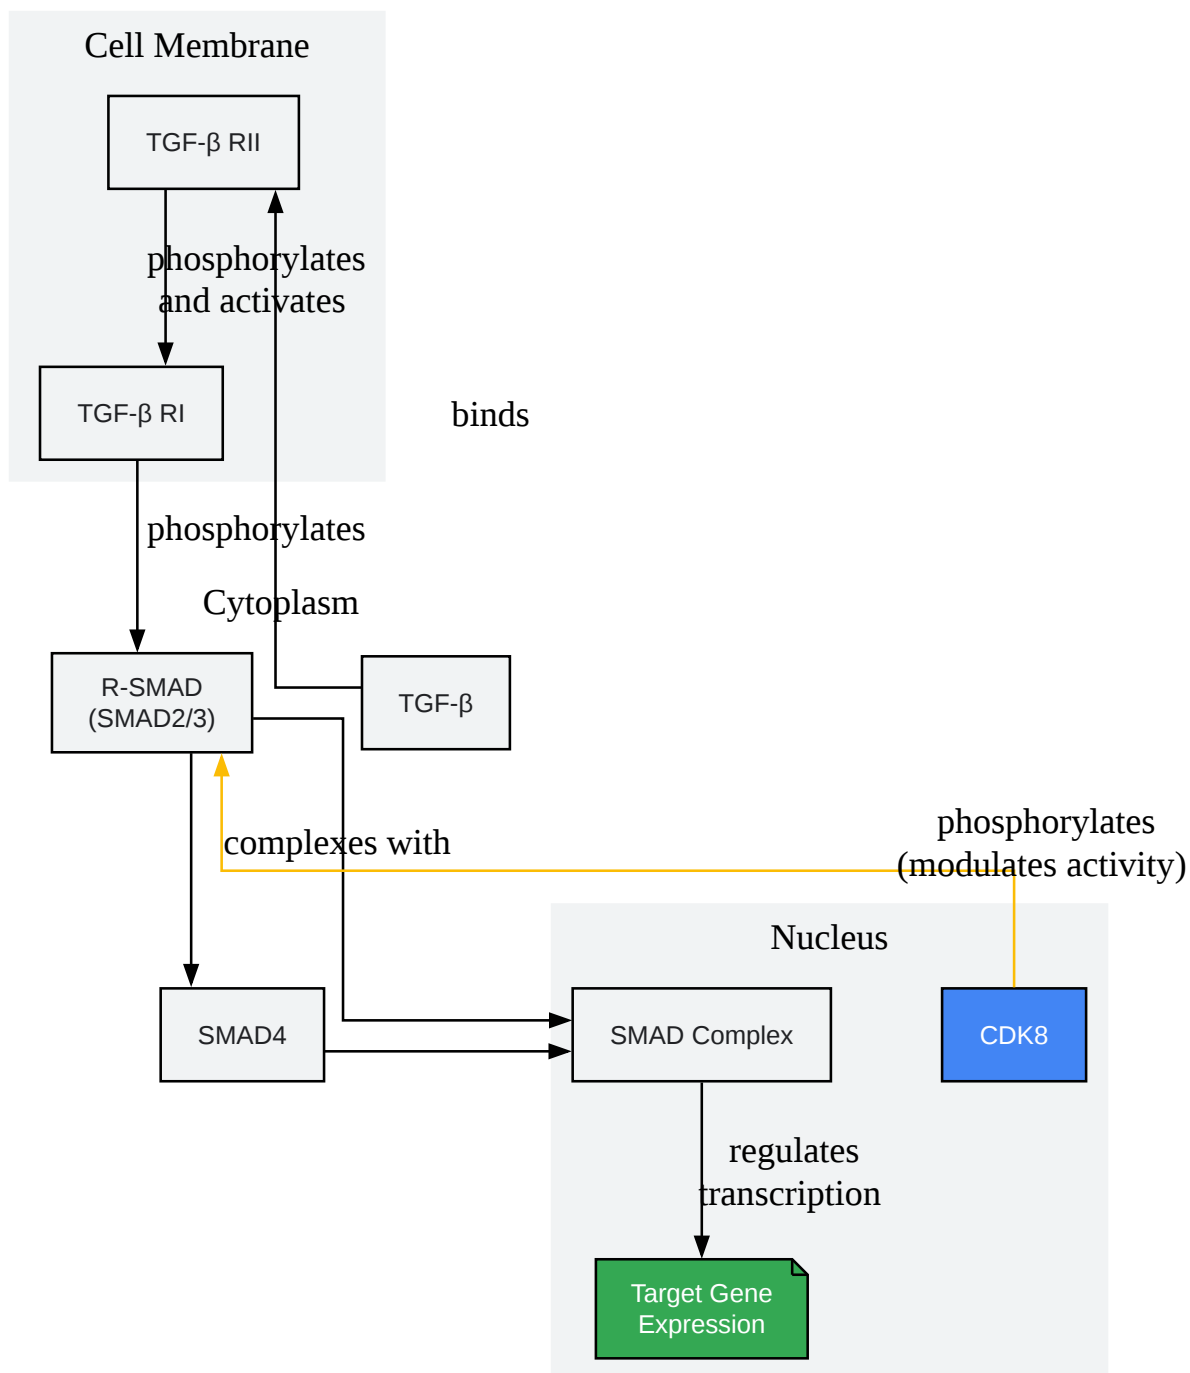 Cell Membrane
TGF-β RII
phosphorylates
and activates
TGF-β RI
binds
phosphorylates
Cytoplasm
R-SMAD
(SMAD2/3)
TGF-β
complexes with
phosphorylates
(modulates activity)
Nucleus
SMAD4
SMAD Complex
CDK8
regulates
transcription
Target Gene
Expression